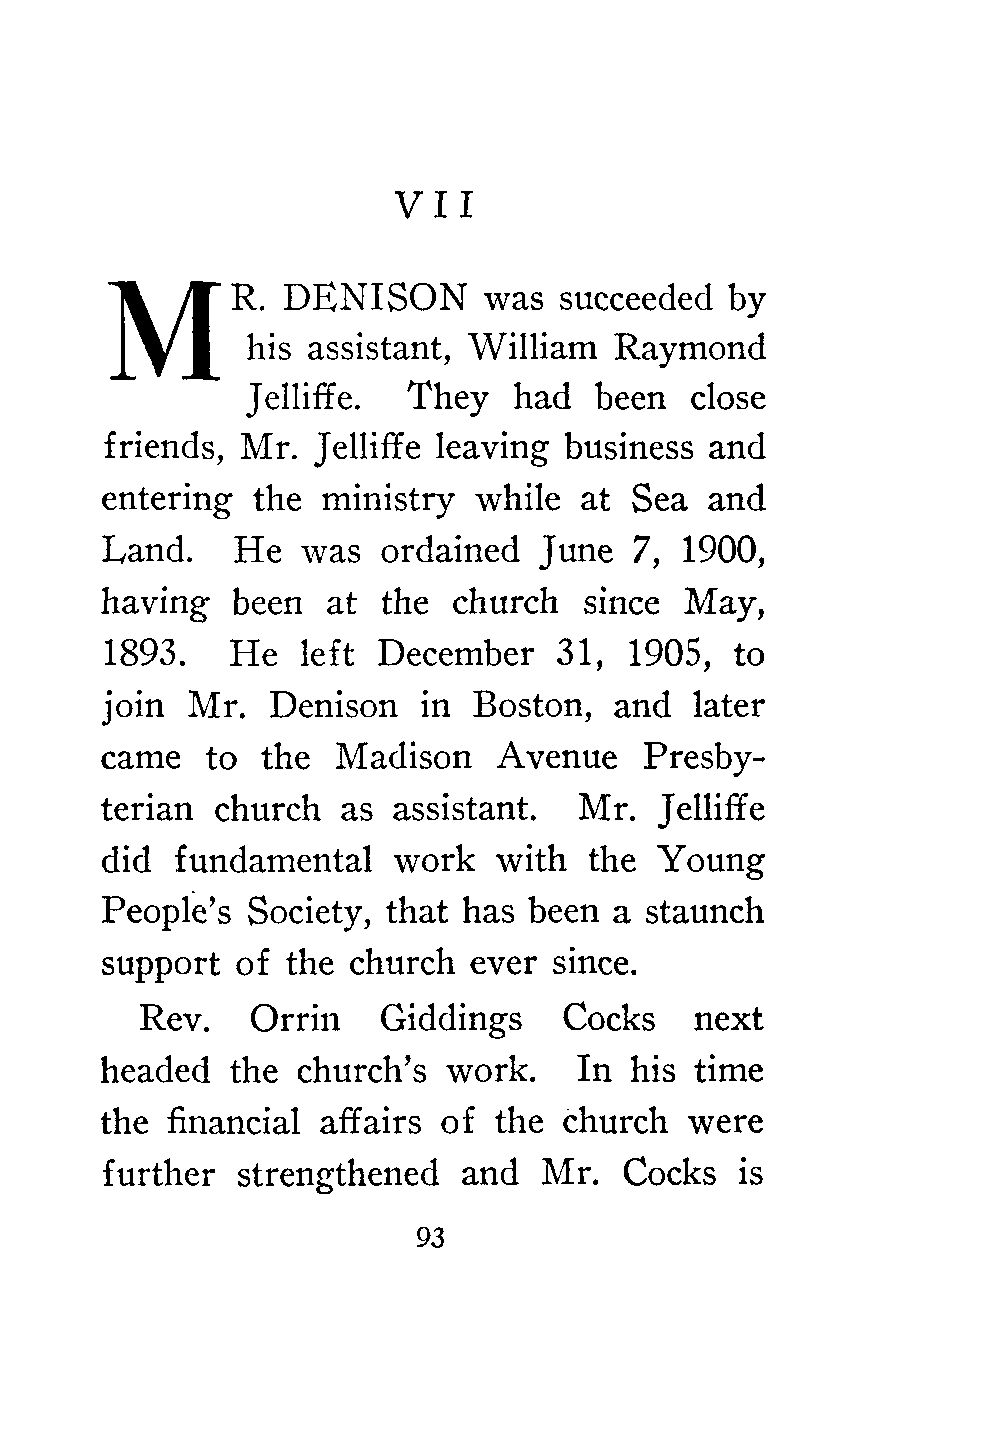 VII
MR. DENISON was succeeded by
his assistant, William Raymond
Jelliffe. They had been close
friends, Mr. Jelliffe leaving business and
entering the ministry while at Sea and
Land. He was ordained June 7, 1900,
having been at the church since May,
1893. He left December 31, 1905, to
join Mr. Denison in Boston, and later
came to the Madison Avenue Presby-
terian church as assistant. Mr. Jelliffe
did fundamental work with the Young
People's Society, that has been a staunch
support of the church ever since.
Rev. Orrin Giddings Cocks next
headed the church's work. In his time
the financial affairs of the church were
further strengthened and Mr. Cocks is
93